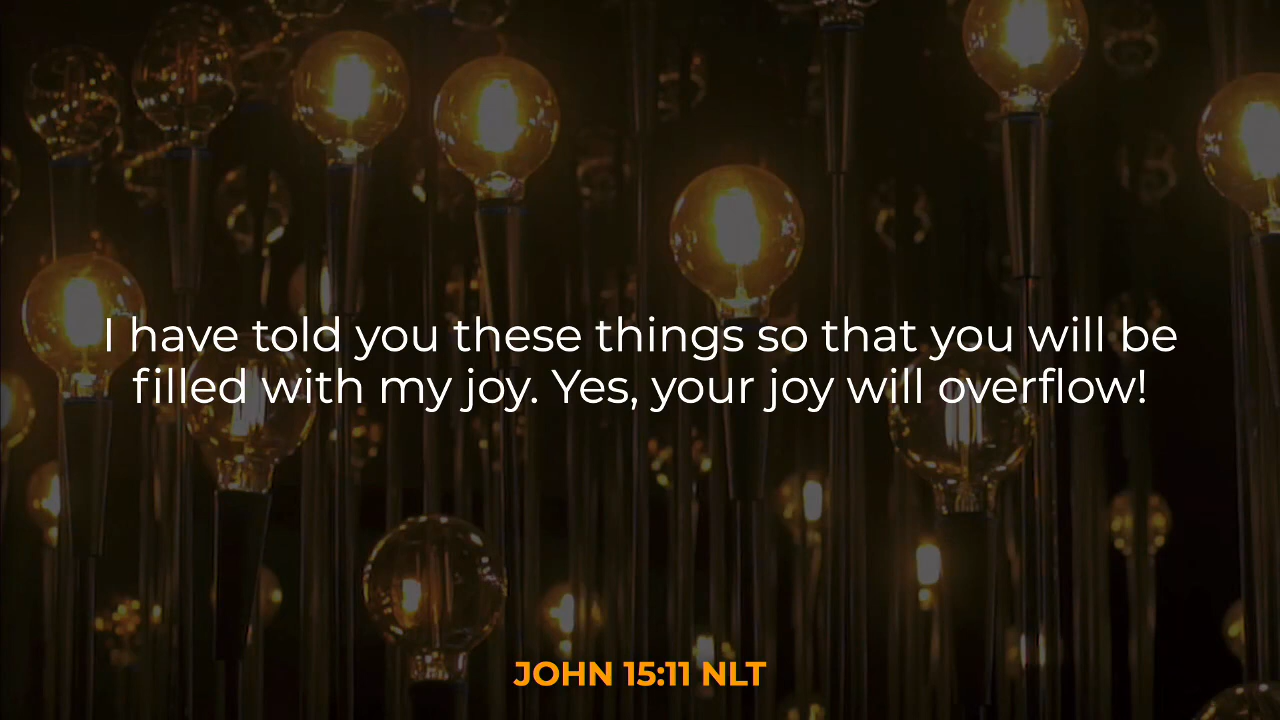 I have told you these things so that you will be
filled with my joy. Yes, your joy will overflow!
JOHN 15:11 NLT